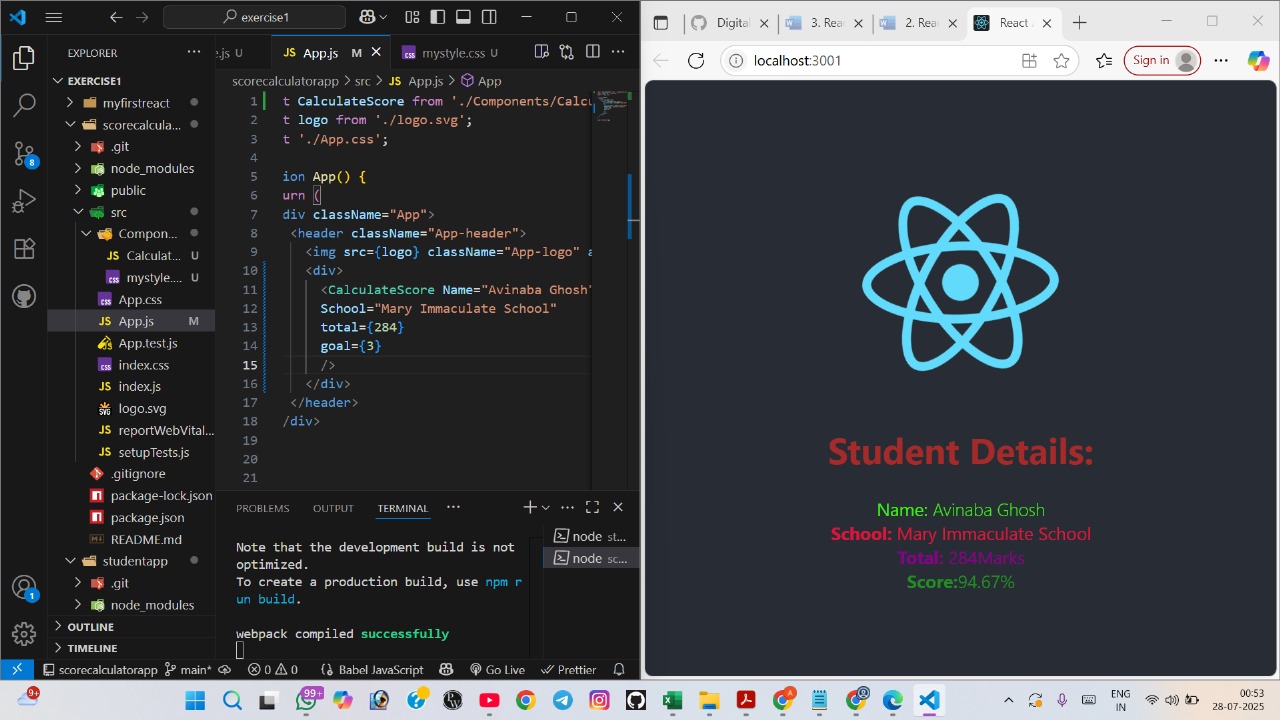 exercise1
EXPLORER
EXERCISE1
myfirstreact
scorecalcula...
.git
node_modules
public
src
Compon...
Calculat... U
mystyle.... U
App.css
App.js M
App.test.js
index.css
index.js
logo.svg
reportWebVital...
setupTests.js
.gitignore
package-lock.json
package.json
README.md
studentapp
.git
node_modules
OUTLINE
TIMELINE
e.js U
App.js M
mystyle.css U
scorecalculatorapp > src > App.js > App
1 t CalculateScore from './Components/Calcu
2 t logo from './logo.svg';
3 t './App.css';
4
5 ion App() {
6 urn (
7 div className="App">
8 <header className="App-header">
9 <img src={logo} className="App-logo" a
10 <div>
11 <CalculateScore Name="Avinaba Ghosh"
12 School="Mary Immaculate School"
13 total={284}
14 goal={3}
15 />
16 </div>
17 </header>
18 /div>
19
20
21
PROBLEMS OUTPUT TERMINAL ...
Note that the development build is not
optimized.
To create a production build, use npm r
un build.
webpack compiled successfully
node st...
node sc...
scorecalculatorapp main* 0 0 Babel JavaScript Go Live Prettier
Digital
3. Rea
2. Rea
React
localhost:3001
Sign in
Student Details:
Name: Avinaba Ghosh
School: Mary Immaculate School
Total: 284Marks
Score:94.67%
8
1
9+
99+
ENG
IN
00:53
28-07-2025